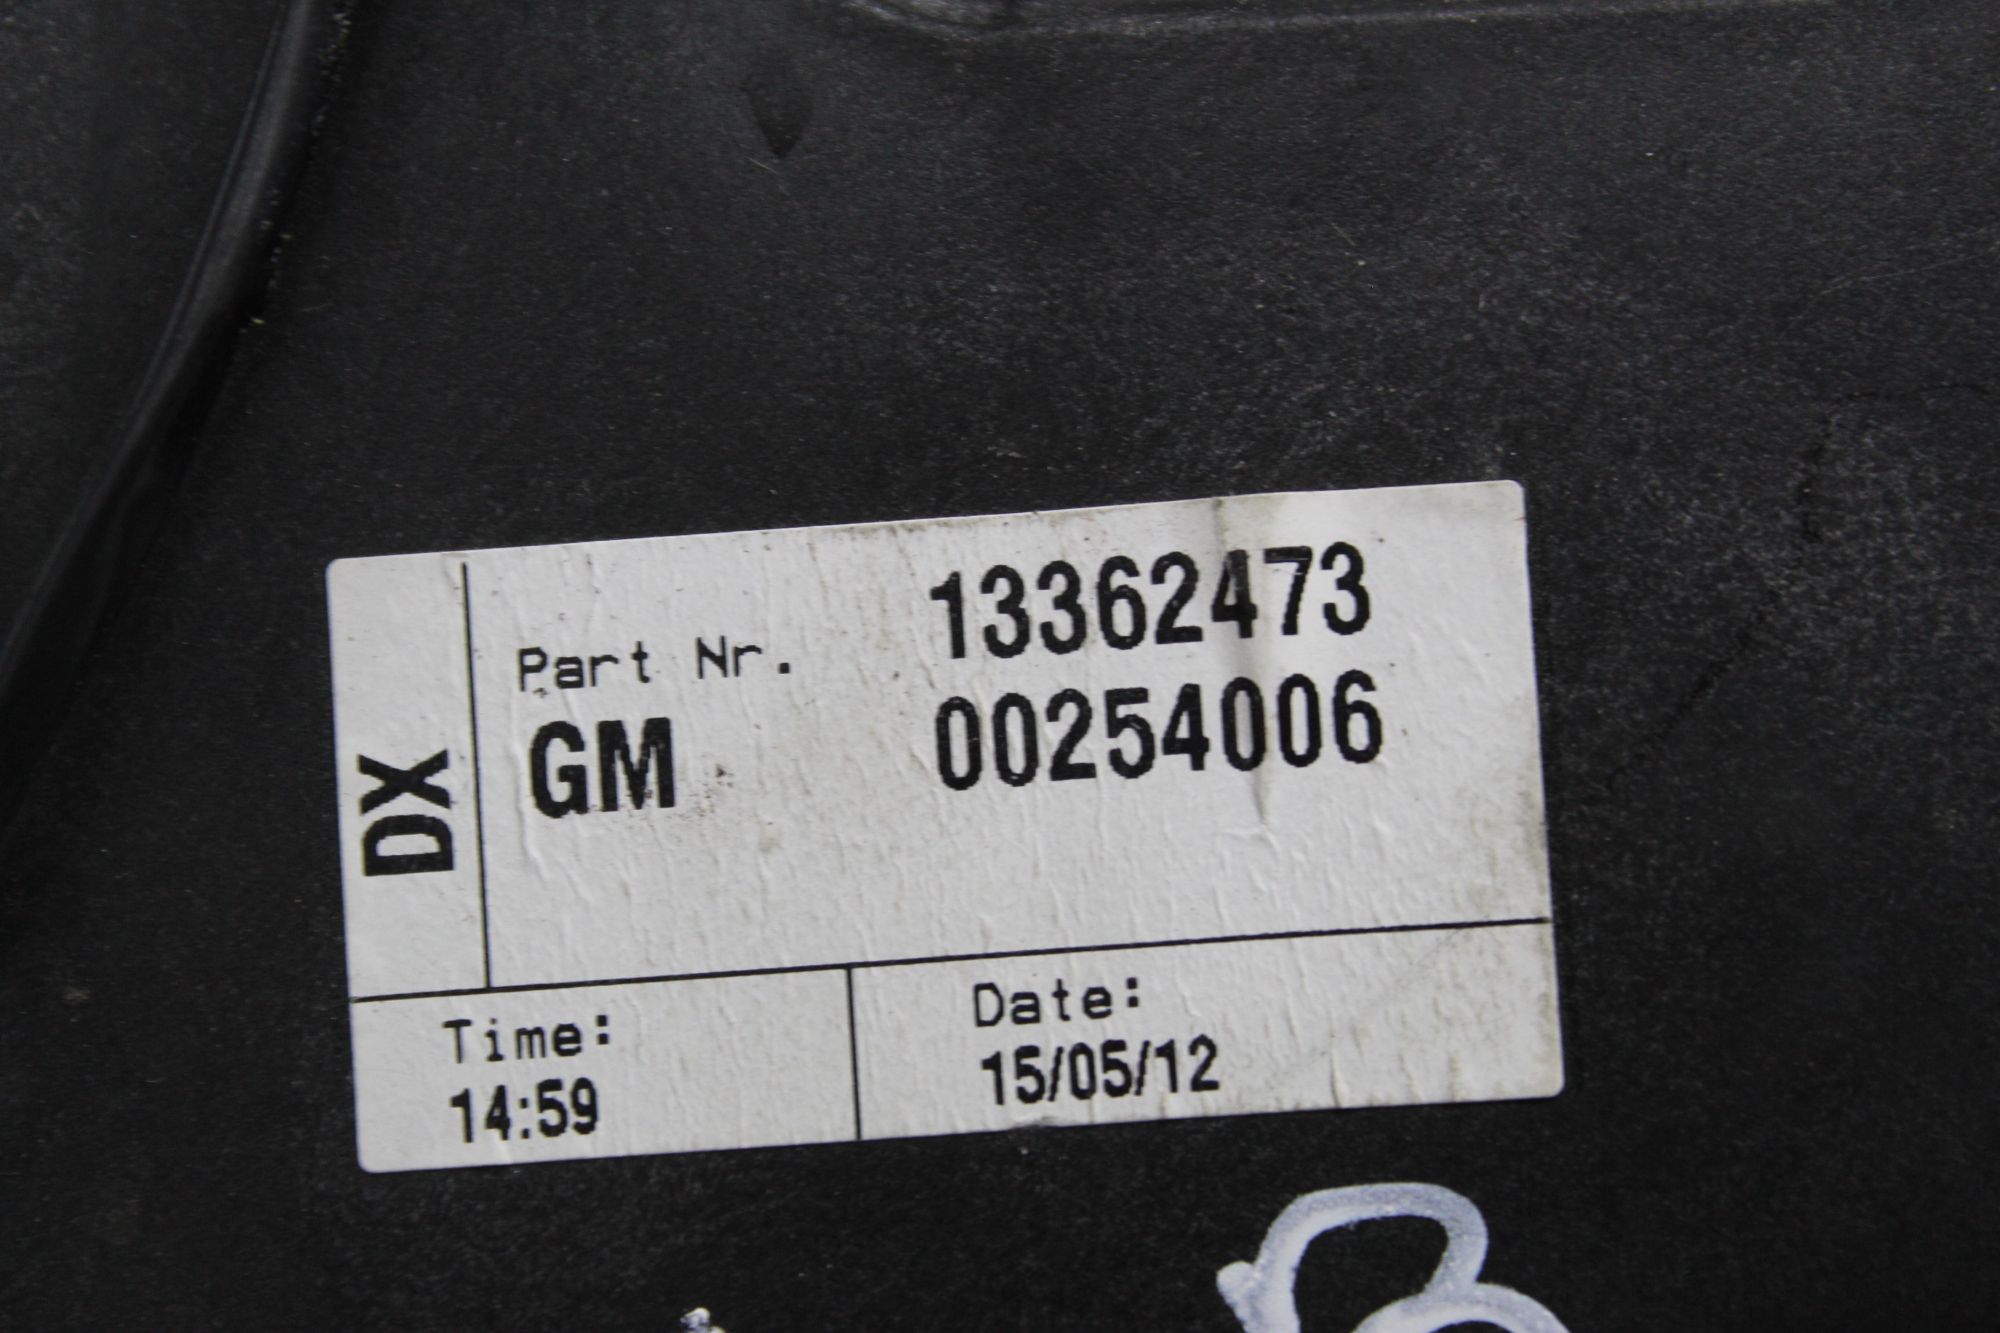 DX
Part Nr. 13362473
GM 00254006
Time:
14:59
Date:
15/05/12